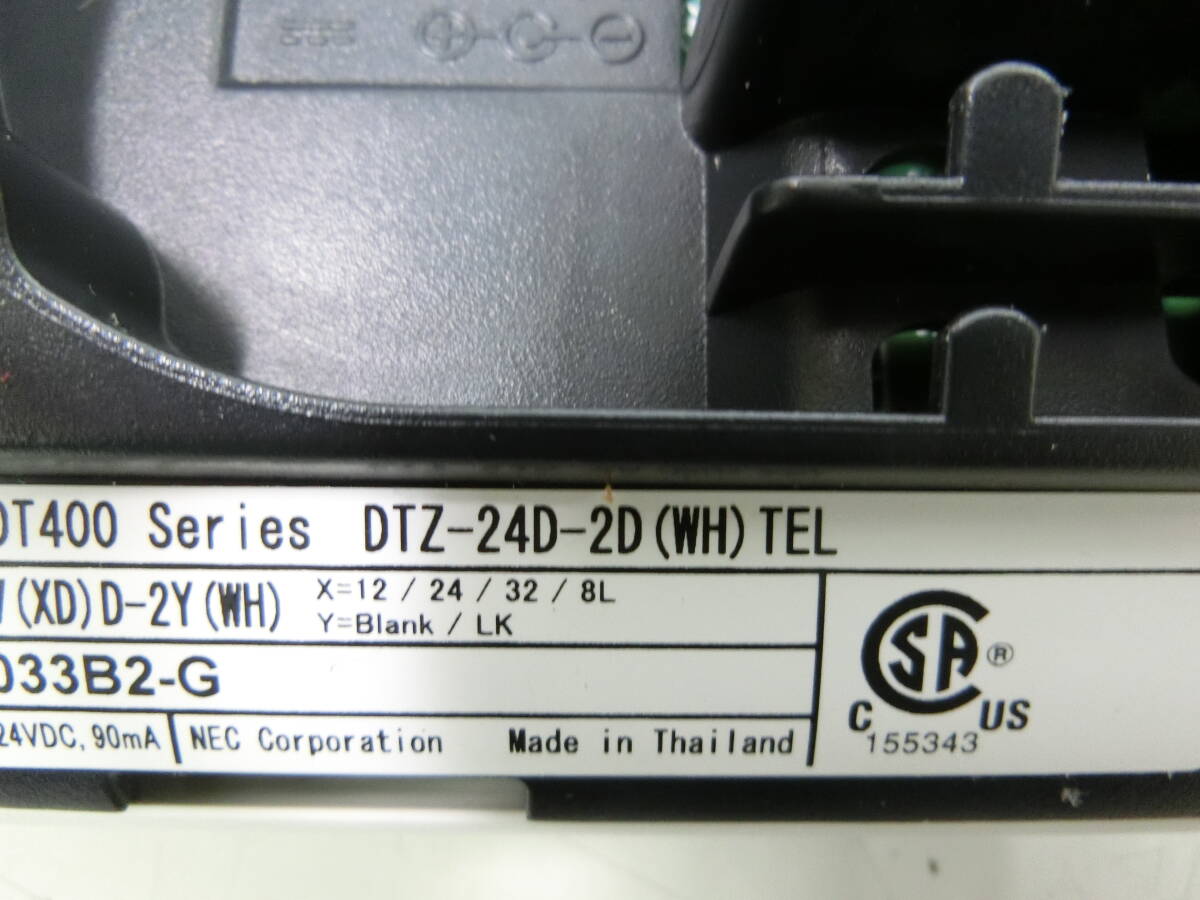 DT400 Series DTZ-24D-2D(WH)TEL
(XD)D-2Y(WH) X=12 / 24 / 32 / 8L
Y=Blank / LK
033B2-G
24VDC, 90mA NEC Corporation Made in Thailand
CSA ®
C US
155343